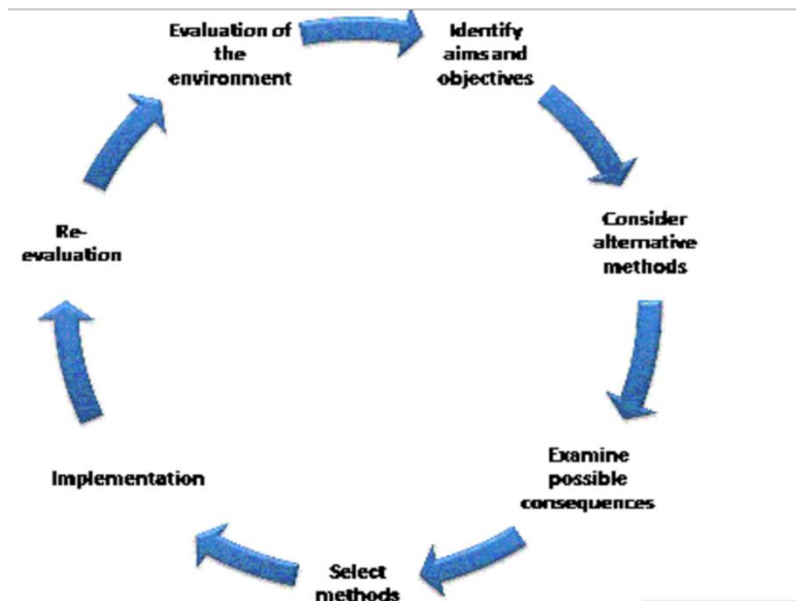 Evaluation of
the
environment
Identify
aims and
objectives
Consider
alternative
methods
Examine
possible
consequences
Select
methods
Implementation
Re-
evaluation